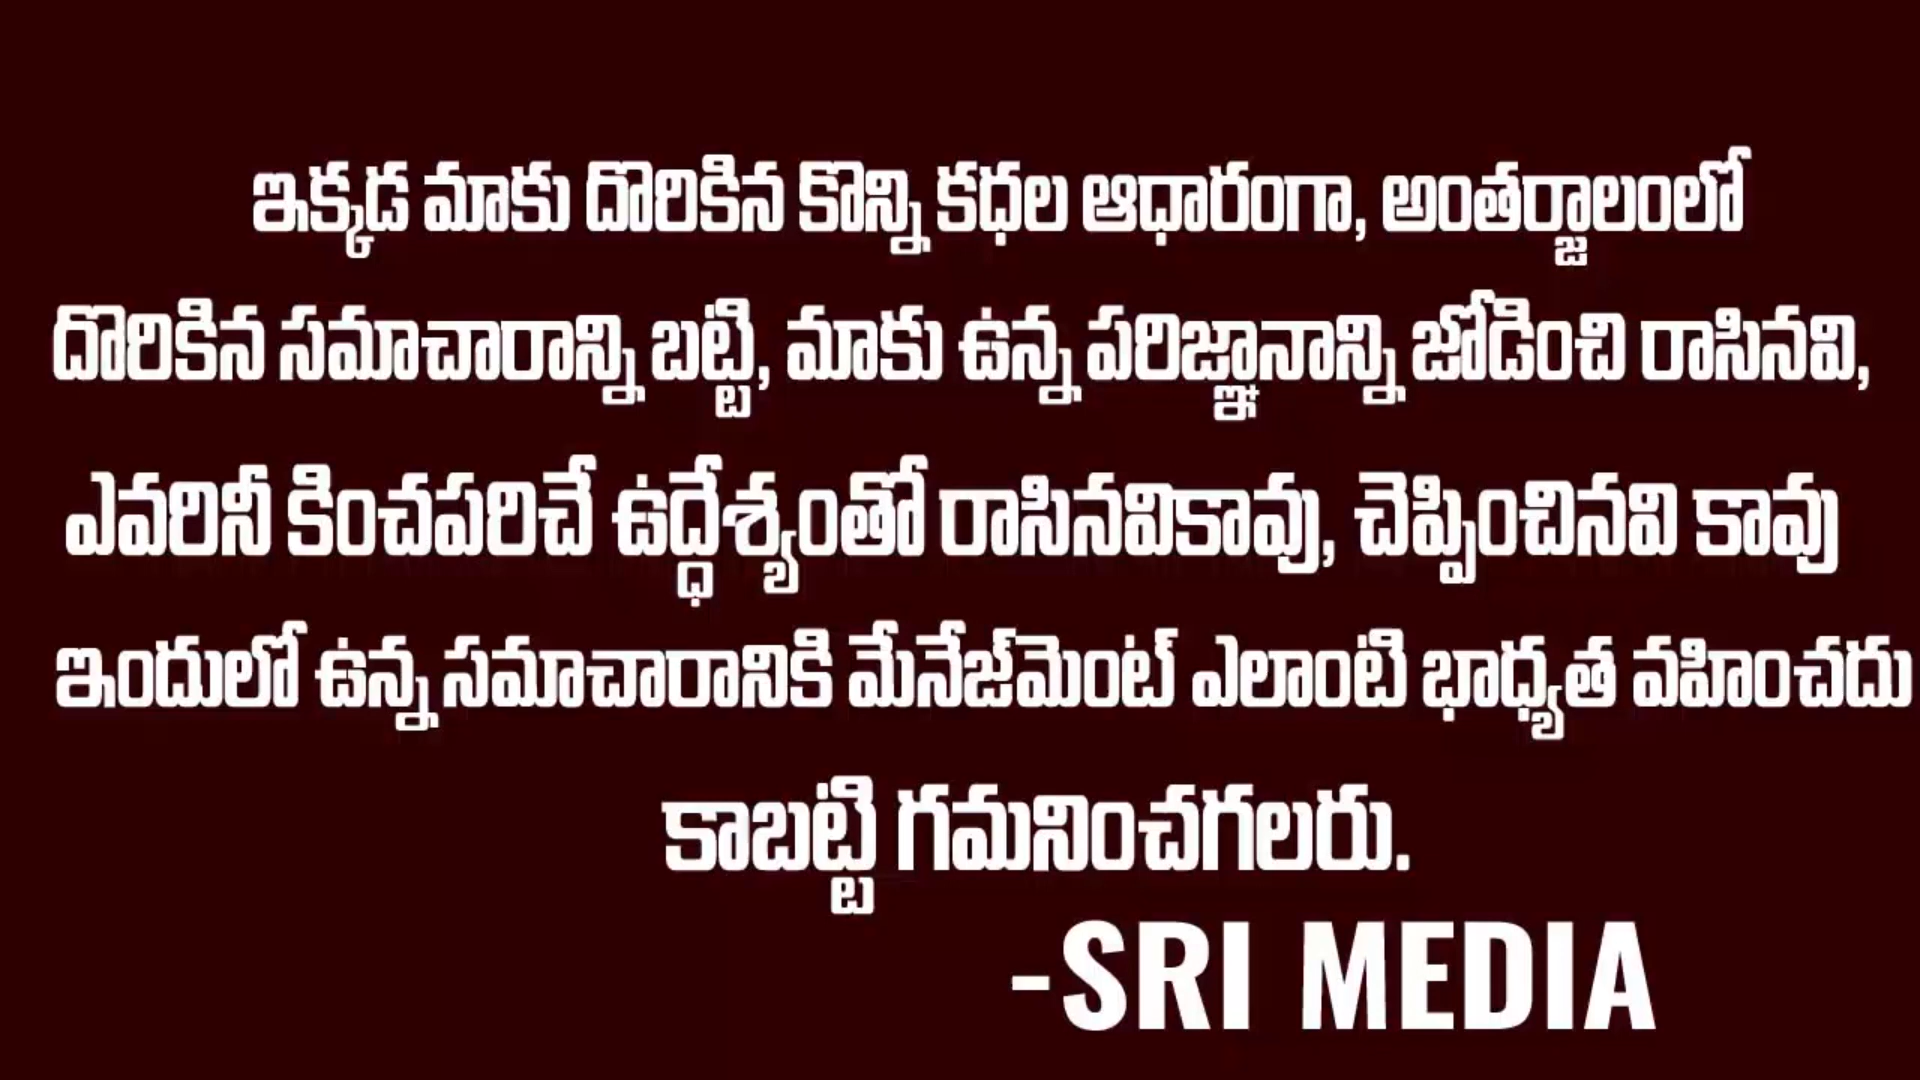 ఇక్కడ మాకు దొరికిన కొన్ని కధల ఆధారంగా, అంతర్జాలంలో
దొరికిన సమాచారాన్ని బట్టి, మాకు ఉన్న పరిజ్ఞానాన్ని జోడించి రాసినవి,
ఎవరినీ కించపరిచే ఉద్ధేశ్యంతో రాసినవికావు, చెప్పించినవి కావు
ఇందులో ఉన్న సమాచారానికి మేనేజ్‌మెంట్ ఎలాంటి భాధ్యత వహించదు
కాబట్టి గమనించగలరు.
-SRI MEDIA